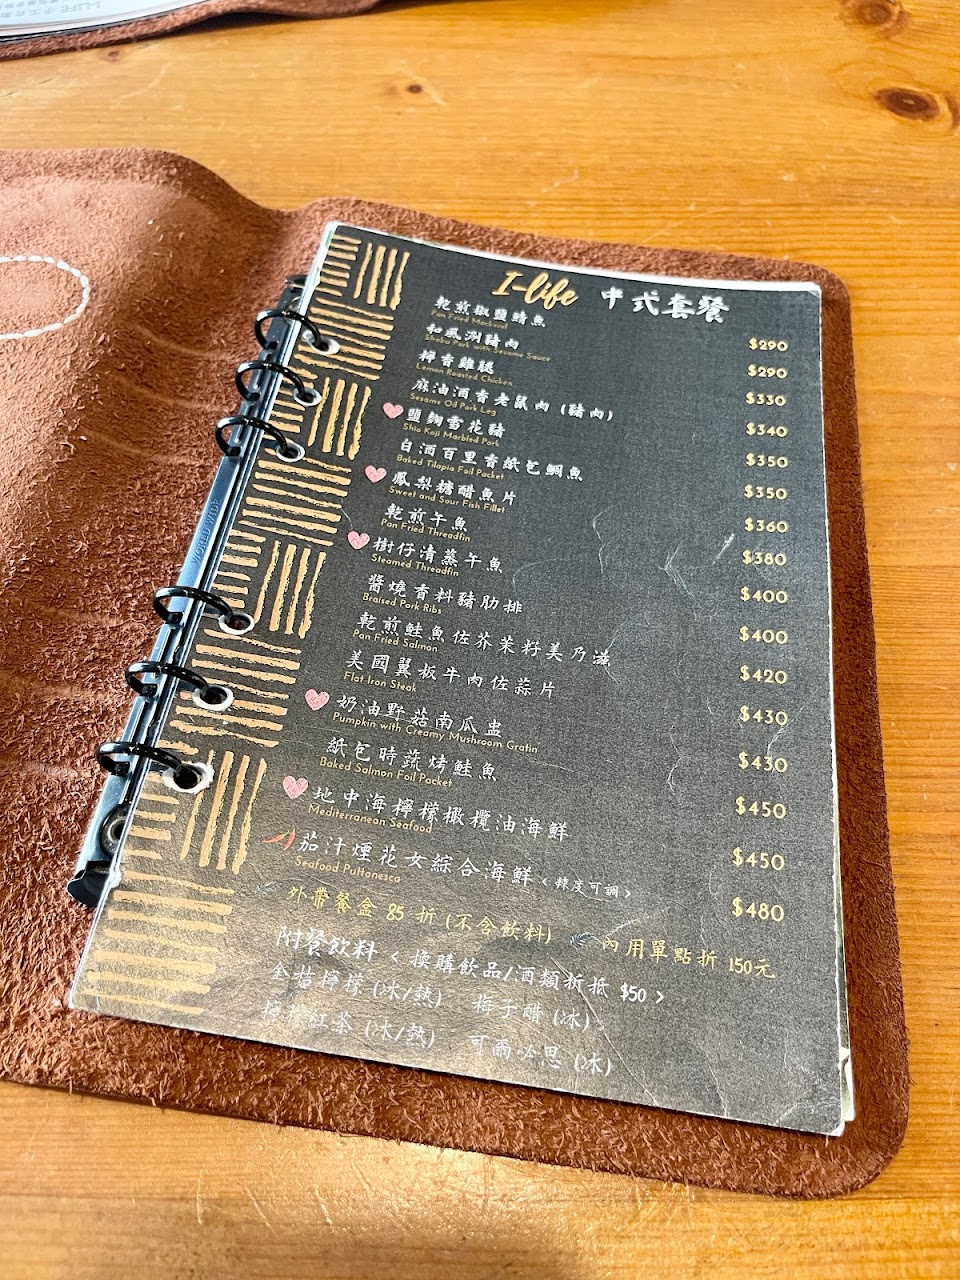 I-life 中式套餐
乾煎椒鹽鯖魚 $290
Pan Fried Mackerel
和風涮豬肉 $290
Shabu Pork with Sesame Sauce
檸香雞腿 $330
Lemon Roasted Chicken
麻油酒香老鼠肉 (豬肉) $340
Sesame Oil Pork Leg
鹽麴雪花豬 $350
Shio Koji Marbled Pork
白酒百里香紙包鯛魚 $350
Baked Tilapia Foil Packet
鳳梨糖醋魚片 $360
Sweet and Sour Fish Fillet
乾煎午魚 $380
Pan Fried Threadfin
樹仔清蒸午魚 $400
Steamed Threadfin
醬燒香料豬肋排 $400
Braised Pork Ribs
乾煎鮭魚佐芥茉籽美乃滋 $420
Pan Fried Salmon
美國翼板牛肉佐蒜片 $430
Flat Iron Steak
奶油野菇南瓜盅 $430
Pumpkin with Creamy Mushroom Gratin
紙包時蔬烤鮭魚 $450
Baked Salmon Foil Packet
地中海檸檬橄欖油海鮮 $450
Mediterranean Seafood
茄汁煙花女綜合海鮮 < 辣度可調 > $480
Seafood Puttanesca
外帶餐盒 85 折 (不含飲料) 內用單點折 150元
附餐飲料 < 換購飲品/酒類折抵 $50 >
金桔檸檬 (冰/熱) 梅子醋 (冰)
檸檬紅茶 (冰/熱) 可爾必思 (冰)
WORLD WIDE